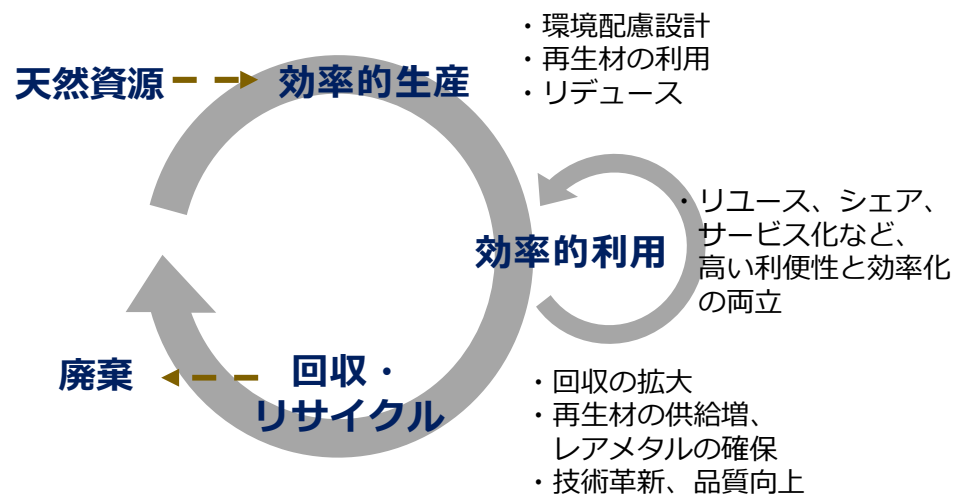 ・環境配慮設計
・再生材の利用
・リデュース
天然資源
効率的生産
・リユース、シェア、
サービス化など、
高い利便性と効率化
の両立
効率的利用
廃棄
回収・
リサイクル
・回収の拡大
・再生材の供給増、
レアメタルの確保
・技術革新、品質向上